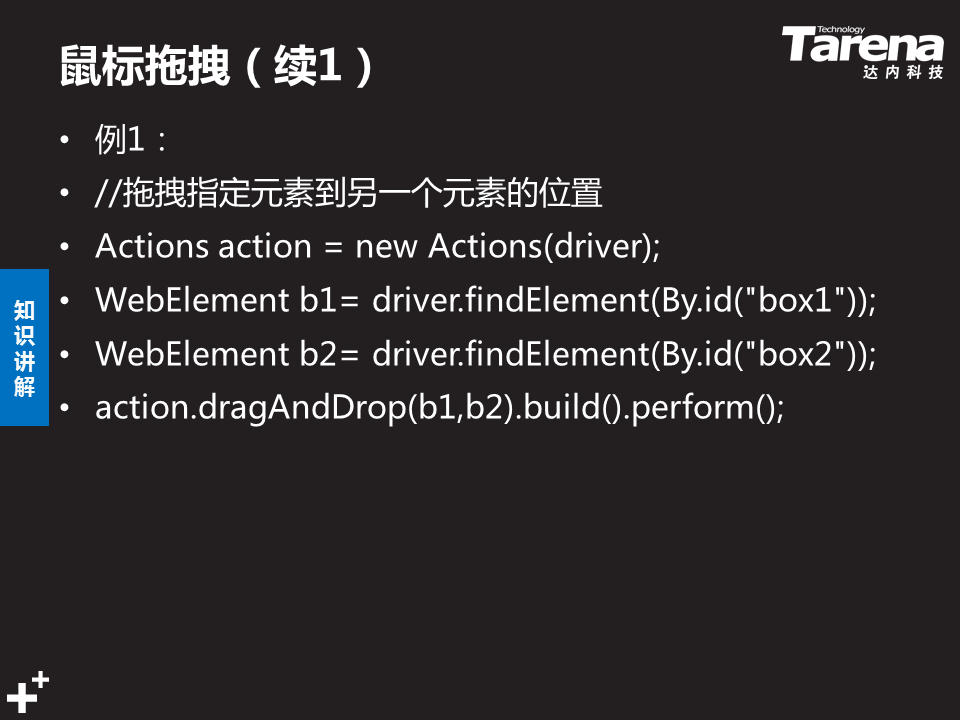 鼠标拖拽（续1）
Technology
Tarena
达内科技
• 例1：
• //拖拽指定元素到另一个元素的位置
• Actions action = new Actions(driver);
• WebElement b1= driver.findElement(By.id("box1"));
• WebElement b2= driver.findElement(By.id("box2"));
• action.dragAndDrop(b1,b2).build().perform();
知
识
讲
解